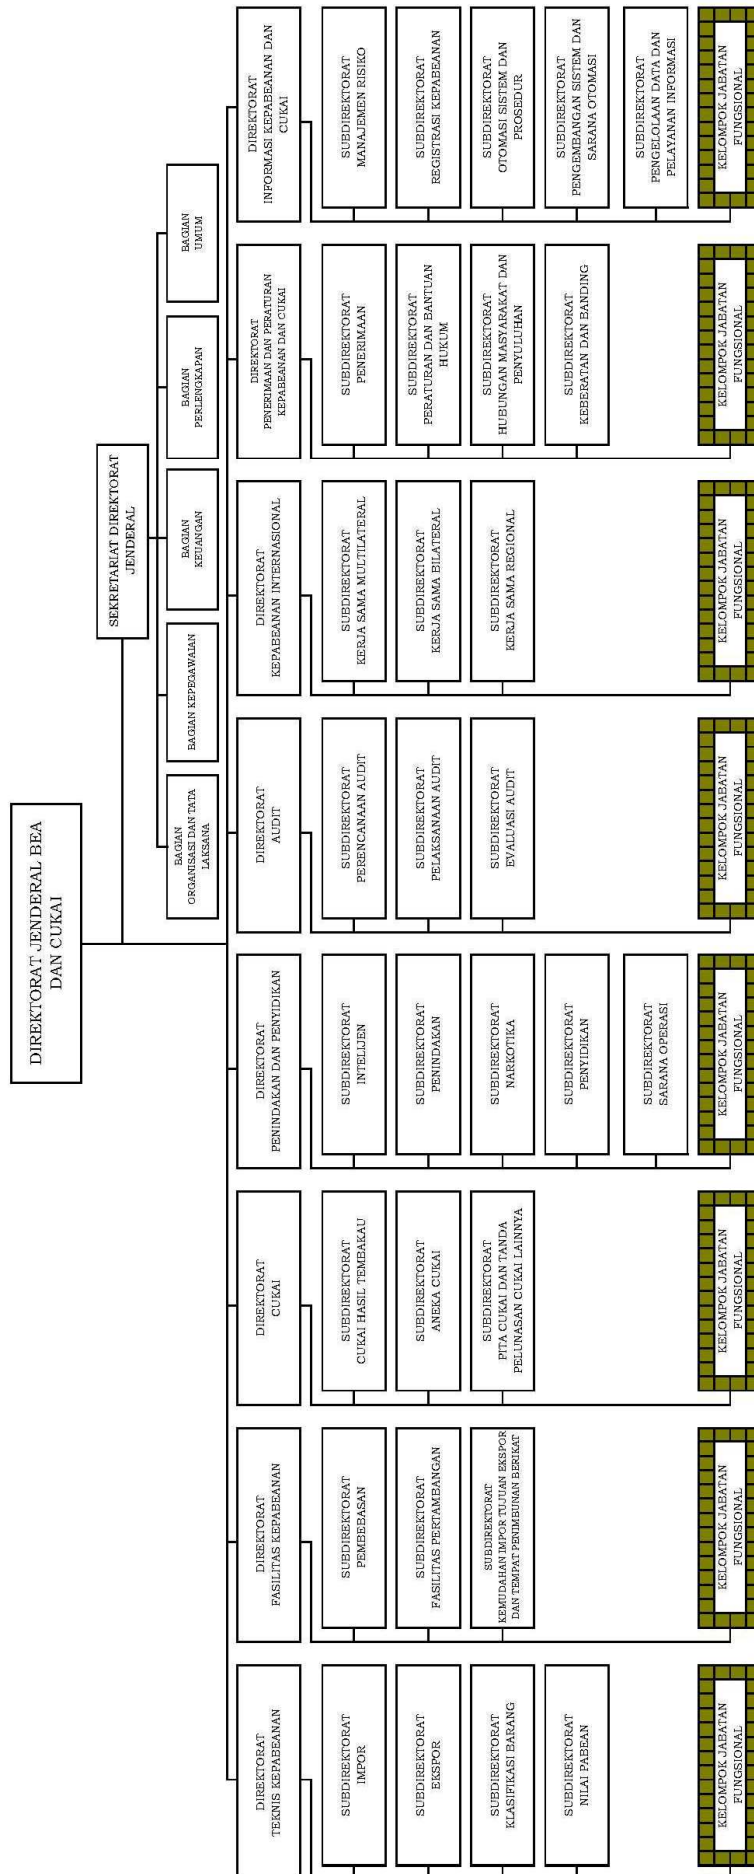 DIREKTORAT JENDERAL BEA
DAN CUKAI
SEKRETARIAT DIREKTORAT
JENDERAL
BAGIAN
ORGANISASI DAN TATA
LAKSANA
BAGIAN KEPEGAWAIAN
BAGIAN
KEUANGAN
BAGIAN
PERLENGKAPAN
BAGIAN
UMUM
DIREKTORAT
TEKNIS KEPABEANAN
SUBDIREKTORAT
IMPOR
SUBDIREKTORAT
EKSPOR
SUBDIREKTORAT
KLASIFIKASI BARANG
SUBDIREKTORAT
NILAI PABEAN
KELOMPOK JABATAN
FUNGSIONAL
DIREKTORAT
FASILITAS KEPABEANAN
SUBDIREKTORAT
PEMBEBASAN
SUBDIREKTORAT
FASILITAS PERTAMBANGAN
SUBDIREKTORAT
KEMUDAHAN IMPOR TUJUAN EKSPOR
DAN TEMPAT PENIMBUNAN BERIKAT
KELOMPOK JABATAN
FUNGSIONAL
DIREKTORAT
CUKAI
SUBDIREKTORAT
CUKAI HASIL TEMBAKAU
SUBDIREKTORAT
ANEKA CUKAI
SUBDIREKTORAT
PITA CUKAI DAN TANDA
PELUNASAN CUKAI LAINNYA
KELOMPOK JABATAN
FUNGSIONAL
DIREKTORAT
PENINDAKAN DAN PENYIDIKAN
SUBDIREKTORAT
INTELIJEN
SUBDIREKTORAT
PENINDAKAN
SUBDIREKTORAT
NARKOTIKA
SUBDIREKTORAT
PENYIDIKAN
SUBDIREKTORAT
SARANA OPERASI
KELOMPOK JABATAN
FUNGSIONAL
DIREKTORAT
AUDIT
SUBDIREKTORAT
PERENCANAAN AUDIT
SUBDIREKTORAT
PELAKSANAAN AUDIT
SUBDIREKTORAT
EVALUASI AUDIT
KELOMPOK JABATAN
FUNGSIONAL
DIREKTORAT
KEPABEANAN INTERNASIONAL
SUBDIREKTORAT
KERJA SAMA MULTILATERAL
SUBDIREKTORAT
KERJA SAMA BILATERAL
SUBDIREKTORAT
KERJA SAMA REGIONAL
KELOMPOK JABATAN
FUNGSIONAL
DIREKTORAT
PENERIMAAN DAN PERATURAN
KEPABEANAN DAN CUKAI
SUBDIREKTORAT
PENERIMAAN
SUBDIREKTORAT
PERATURAN DAN BANTUAN
HUKUM
SUBDIREKTORAT
HUBUNGAN MASYARAKAT DAN
PENYULUHAN
SUBDIREKTORAT
KEBERATAN DAN BANDING
KELOMPOK JABATAN
FUNGSIONAL
DIREKTORAT
INFORMASI KEPABEANAN DAN
CUKAI
SUBDIREKTORAT
MANAJEMEN RISIKO
SUBDIREKTORAT
REGISTRASI KEPABEANAN
SUBDIREKTORAT
OTOMASI SISTEM DAN
PROSEDUR
SUBDIREKTORAT
PENGEMBANGAN SISTEM DAN
SARANA OTOMASI
SUBDIREKTORAT
PENGELOLAAN DATA DAN
PELAYANAN INFORMASI
KELOMPOK JABATAN
FUNGSIONAL